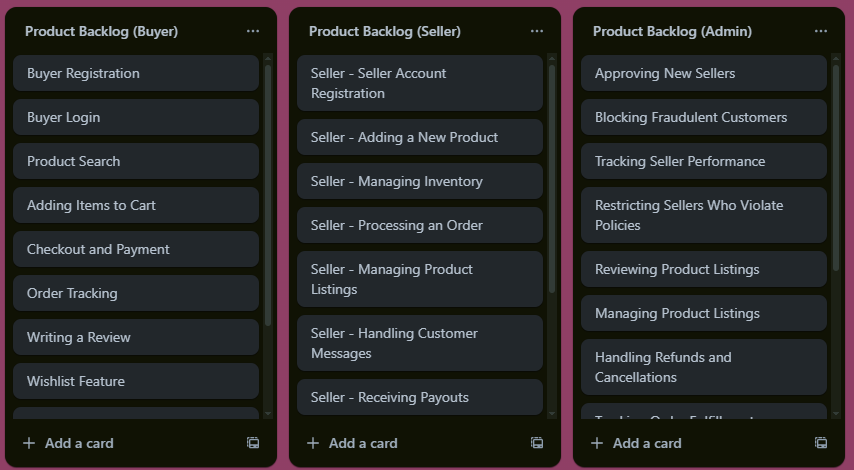 Product Backlog (Buyer)
Buyer Registration
Buyer Login
Product Search
Adding Items to Cart
Checkout and Payment
Order Tracking
Writing a Review
Wishlist Feature
Add a card
Product Backlog (Seller)
Seller - Seller Account
Registration
Seller - Adding a New Product
Seller - Managing Inventory
Seller - Processing an Order
Seller - Managing Product
Listings
Seller - Handling Customer
Messages
Seller - Receiving Payouts
Add a card
Product Backlog (Admin)
Approving New Sellers
Blocking Fraudulent Customers
Tracking Seller Performance
Restricting Sellers Who Violate
Policies
Reviewing Product Listings
Managing Product Listings
Handling Refunds and
Cancellations
Tracking Order Fulfillment
Add a card